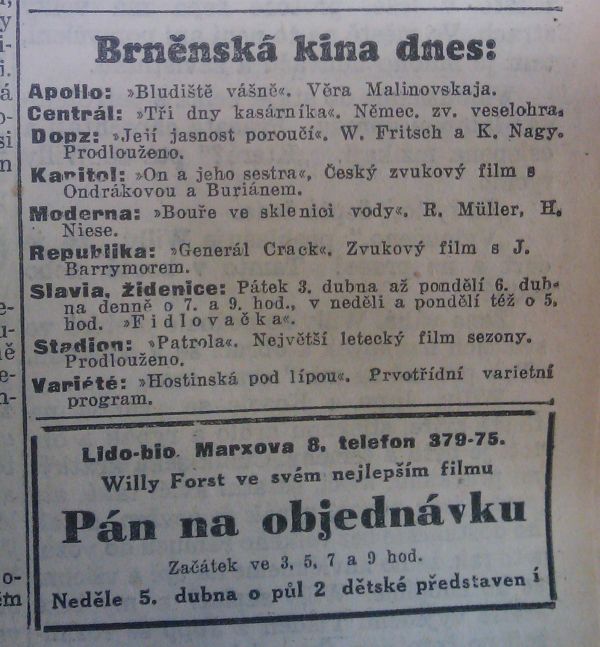 Brněnská kina dnes:
Apollo: »Bludiště vášně«. Věra Malinovskaja.
Centrál: »Tři dny kasárníka«. Němec. zv. veselohra.
Dopz: »Její jasnost poroučí«. W. Fritsch a K. Nagy.
Prodlouženo.
Kapitol: »On a jeho sestra«, Český zvukový film s
Ondrákovou a Buriánem.
Moderna: »Bouře ve sklenici vody«. R. Müller, H.
Niese.
Republika: »Generál Crack«. Zvukový film s J.
Barrymorem.
Slavia, židenice: Pátek 3. dubna až pondělí 6. dub-
na denně o 7. a 9. hod., v neděli a pondělí též o 5.
hod. »Fidlovačka«.
Stadion: »Patrola«. Největší letecký film sezony.
Prodlouženo.
Variété: »Hostinská pod lípou«. Prvotřídní varietní
program.
Lido-bio. Marxova 8, telefon 379-75.
Willy Forst ve svém nejlepším filmu
Pán na objednávku
Začátek ve 3, 5, 7 a 9 hod.
Neděle 5. dubna o půl 2 dětské představení